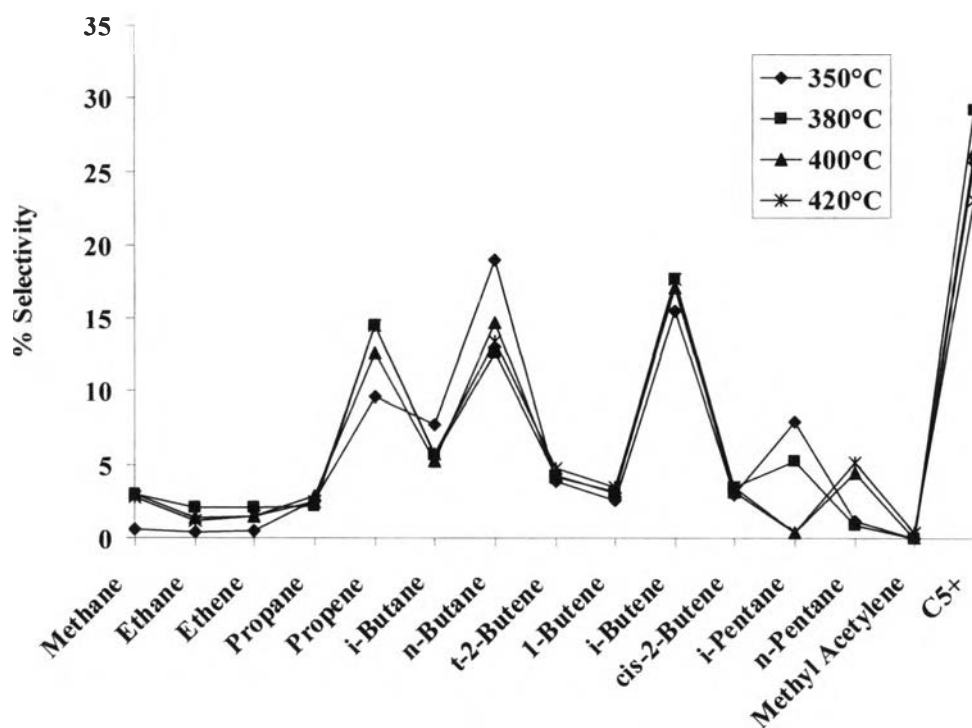 35
30
25
20
15
10
5
0
% Selectivity
350°C
380°C
400°C
420°C
Methane
Ethane
Ethene
Propane
Propene
i-Butane
n-Butane
t-2-Butene
1-Butene
i-Butene
cis-2-Butene
i-Pentane
n-Pentane
Methyl Acetylene
C5+